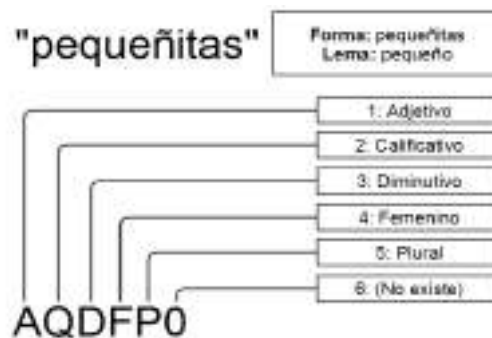 "pequeñitas"
Forma: pequeñitas
Lema: pequeño
1: Adjetivo
2: Calificativo
3: Diminutivo
4: Femenino
5: Plural
6: (No existe)
AQDFP0